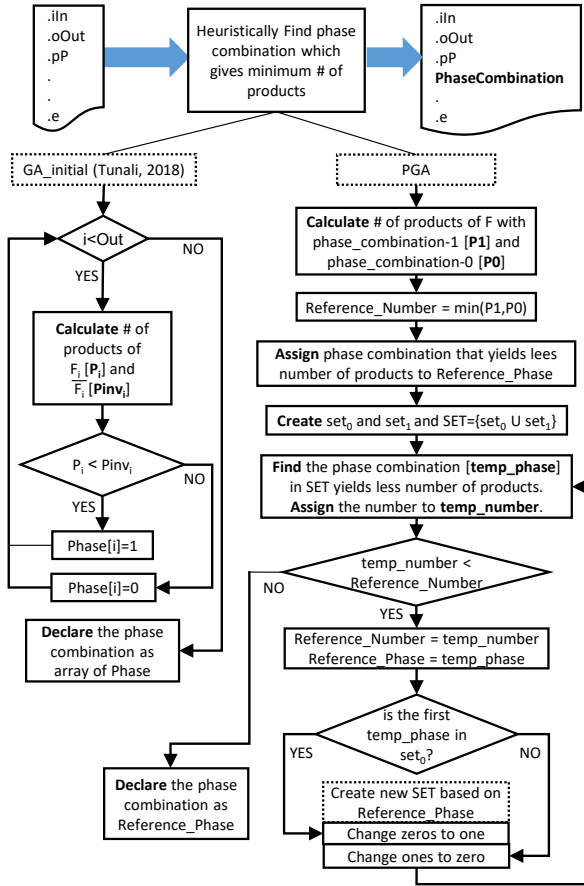 .iIn
.oOut
.pP
.
.
.e
Heuristically Find phase
combination which
gives minimum # of
products
.iIn
.oOut
.pP
PhaseCombination
.
.e
GA_initial (Tunali, 2018)
i<Out
NO
YES
Calculate # of
products of
Fᵢ [Pᵢ] and
F̅ᵢ [Pinvᵢ]
Pᵢ < Pinvᵢ
NO
YES
Phase[i]=1
Phase[i]=0
Declare the phase
combination as
array of Phase
PGA
Calculate # of products of F with
phase_combination-1 [P1] and
phase_combination-0 [P0]
Reference_Number = min(P1,P0)
Assign phase combination that yields lees
number of products to Reference_Phase
Create set₀ and set₁ and SET={set₀ U set₁}
Find the phase combination [temp_phase]
in SET yields less number of products.
Assign the number to temp_number.
temp_number <
Reference_Number
NO
YES
Reference_Number = temp_number
Reference_Phase = temp_phase
is the first
temp_phase in
set₀?
YES
NO
Declare the phase
combination as
Reference_Phase
Create new SET based on
Reference_Phase
Change zeros to one
Change ones to zero